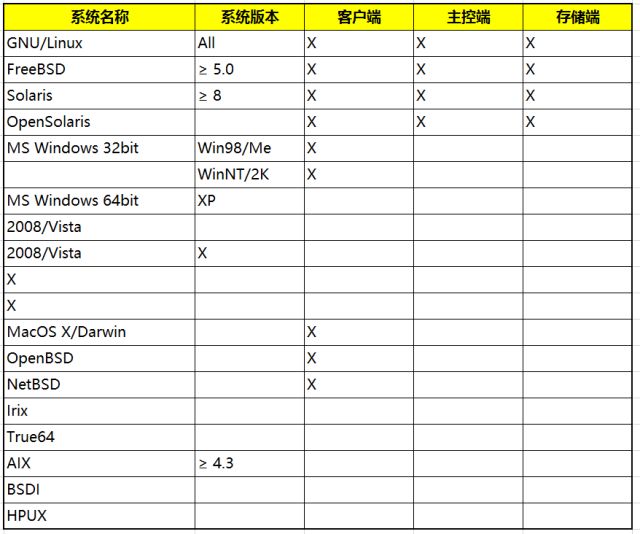 系统名称 系统版本 客户端 主控端 存储端
GNU/Linux All X X X
FreeBSD ≥ 5.0 X X X
Solaris ≥ 8 X X X
OpenSolaris X X X
MS Windows 32bit Win98/Me X
WinNT/2K X
MS Windows 64bit XP
2008/Vista
2008/Vista X
X
X
MacOS X/Darwin X
OpenBSD X
NetBSD X
Irix
True64
AIX ≥ 4.3
BSDI
HPUX